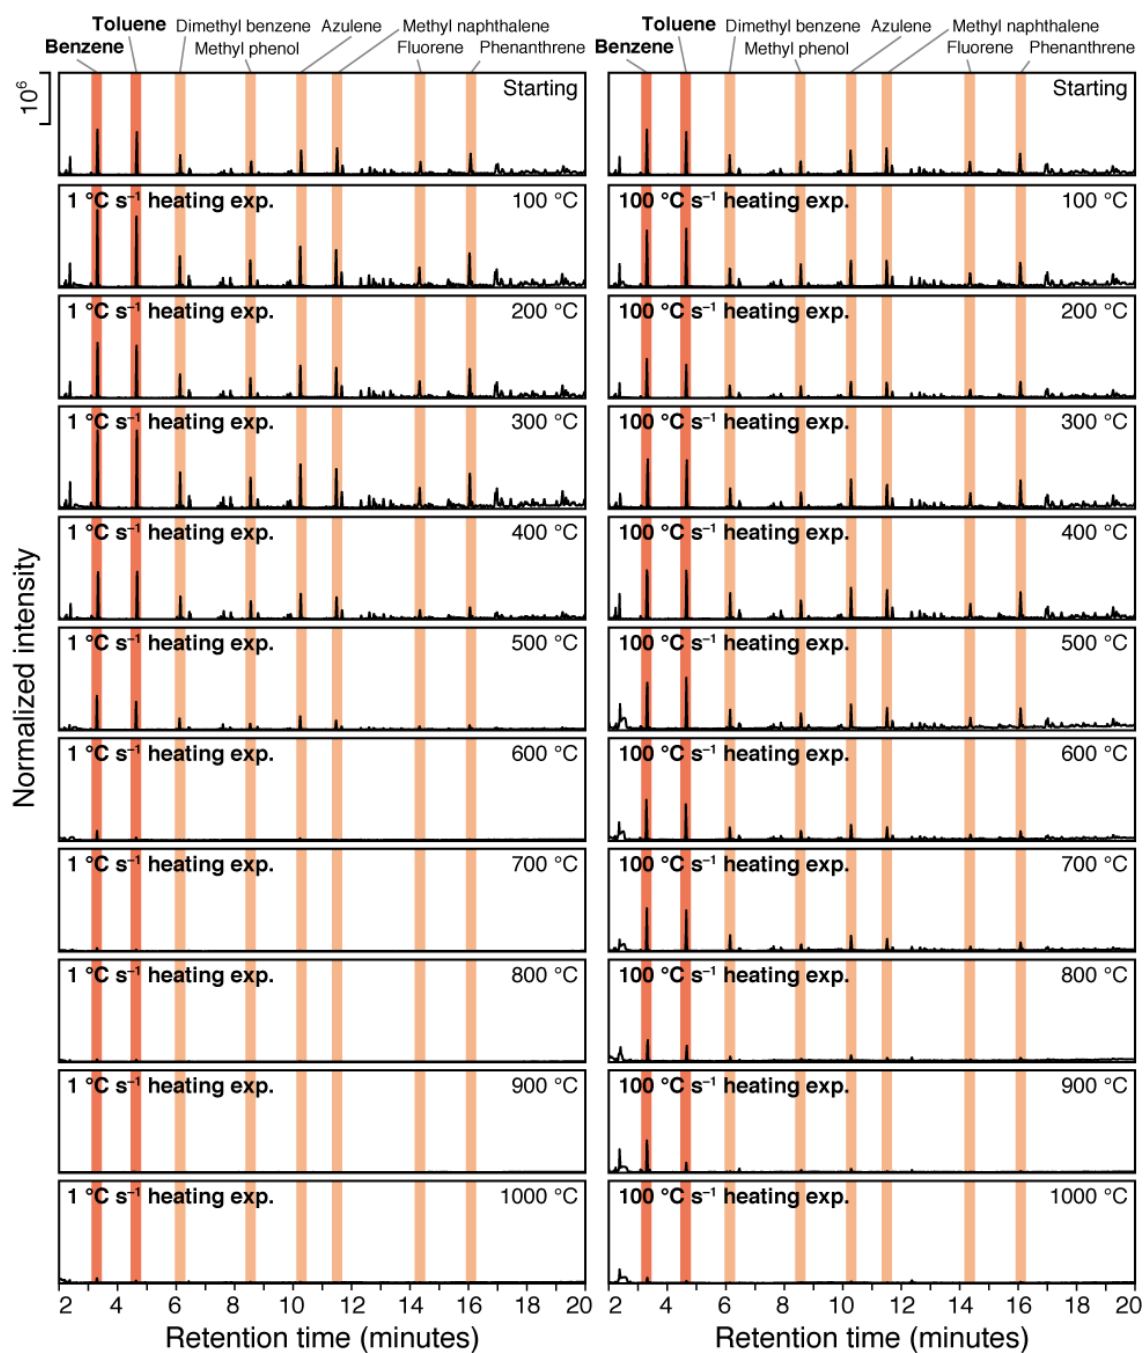 Toluene Dimethyl benzene Azulene Methyl naphthalene
Benzene Methyl phenol Fluorene Phenanthrene
Toluene Dimethyl benzene Azulene Methyl naphthalene
Benzene Methyl phenol Fluorene Phenanthrene
10⁶
Normalized intensity
Starting
1 °C s⁻¹ heating exp. 100 °C
1 °C s⁻¹ heating exp. 200 °C
1 °C s⁻¹ heating exp. 300 °C
1 °C s⁻¹ heating exp. 400 °C
1 °C s⁻¹ heating exp. 500 °C
1 °C s⁻¹ heating exp. 600 °C
1 °C s⁻¹ heating exp. 700 °C
1 °C s⁻¹ heating exp. 800 °C
1 °C s⁻¹ heating exp. 900 °C
1 °C s⁻¹ heating exp. 1000 °C
2 4 6 8 10 12 14 16 18 20
Retention time (minutes)
Starting
100 °C s⁻¹ heating exp. 100 °C
100 °C s⁻¹ heating exp. 200 °C
100 °C s⁻¹ heating exp. 300 °C
100 °C s⁻¹ heating exp. 400 °C
100 °C s⁻¹ heating exp. 500 °C
100 °C s⁻¹ heating exp. 600 °C
100 °C s⁻¹ heating exp. 700 °C
100 °C s⁻¹ heating exp. 800 °C
100 °C s⁻¹ heating exp. 900 °C
100 °C s⁻¹ heating exp. 1000 °C
2 4 6 8 10 12 14 16 18 20
Retention time (minutes)